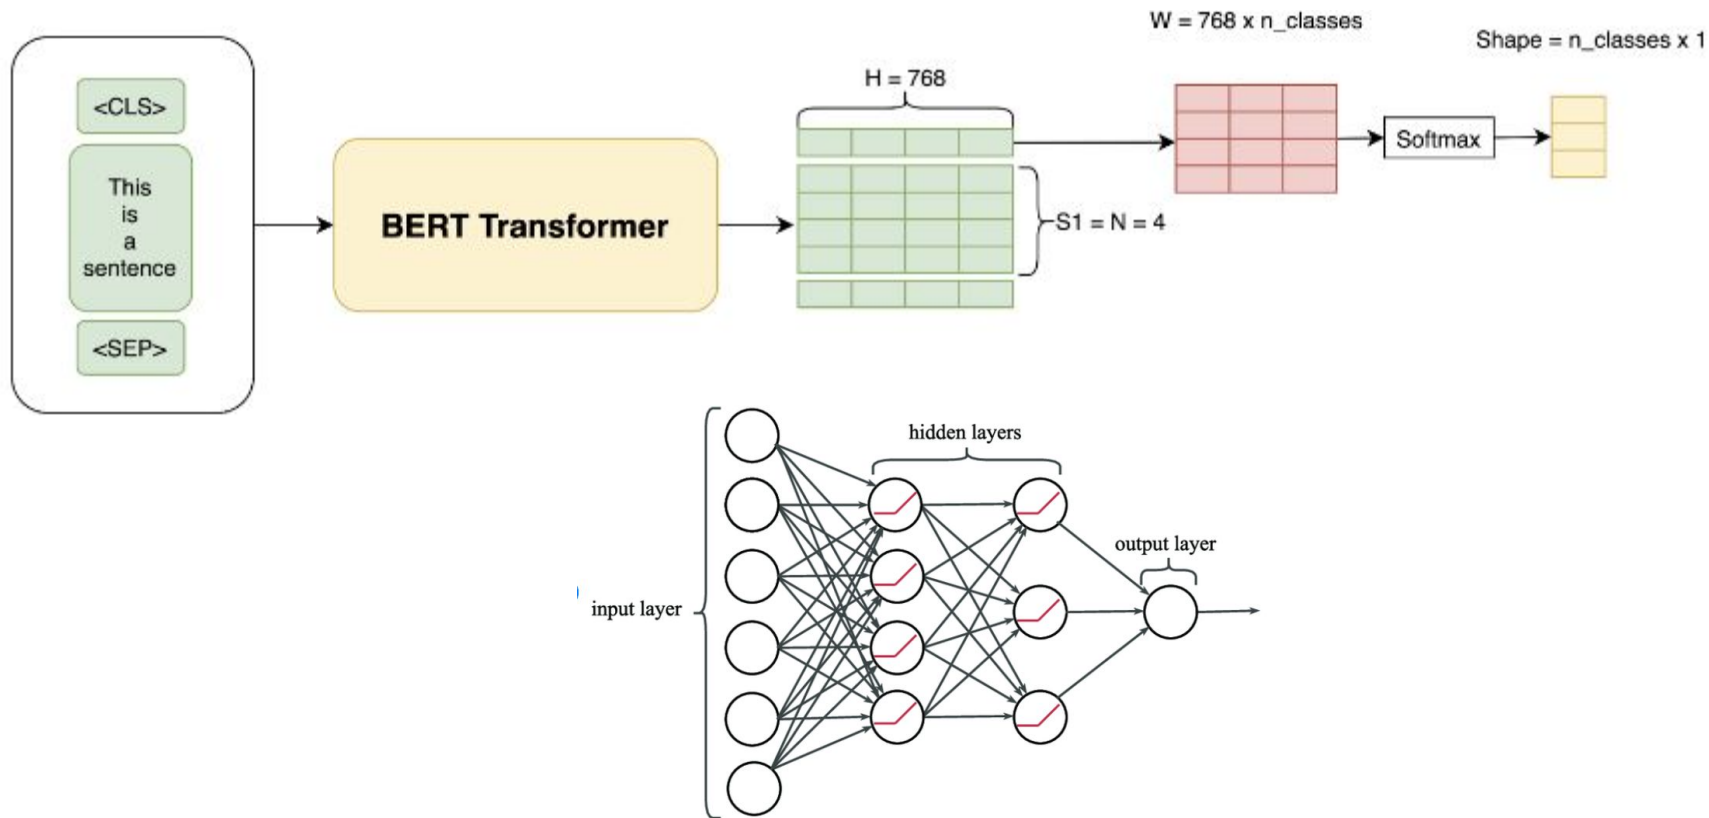 W = 768 x n_classes
Shape = n_classes x 1
H = 768
<CLS>
This
is
a
sentence
<SEP>
BERT Transformer
S1 = N = 4
Softmax
hidden layers
output layer
input layer